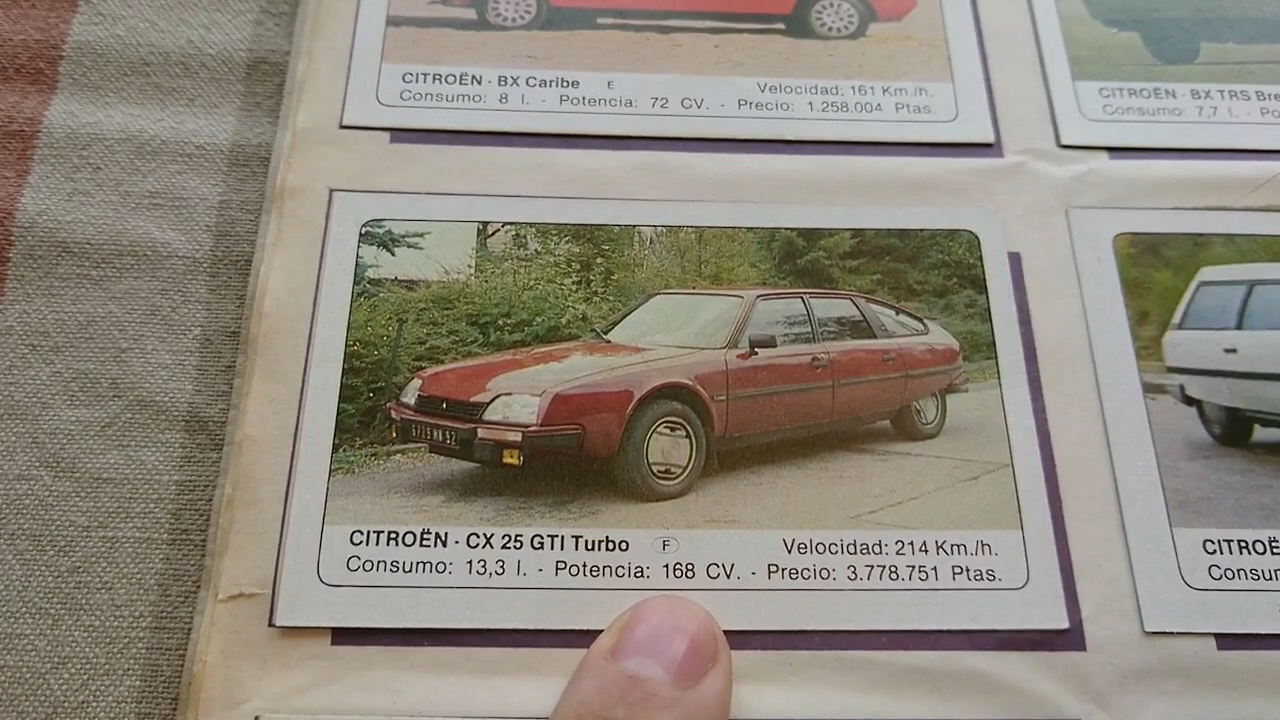 CITROËN - BX Caribe E Velocidad: 161 Km./h.
Consumo: 8 l. - Potencia: 72 CV. - Precio: 1.258.004 Ptas.
CITROËN - BX TRS
Consumo: 7,7 l. -
CITROËN - CX 25 GTI Turbo F Velocidad: 214 Km./h.
Consumo: 13,3 l. - Potencia: 168 CV. - Precio: 3.778.751 Ptas.